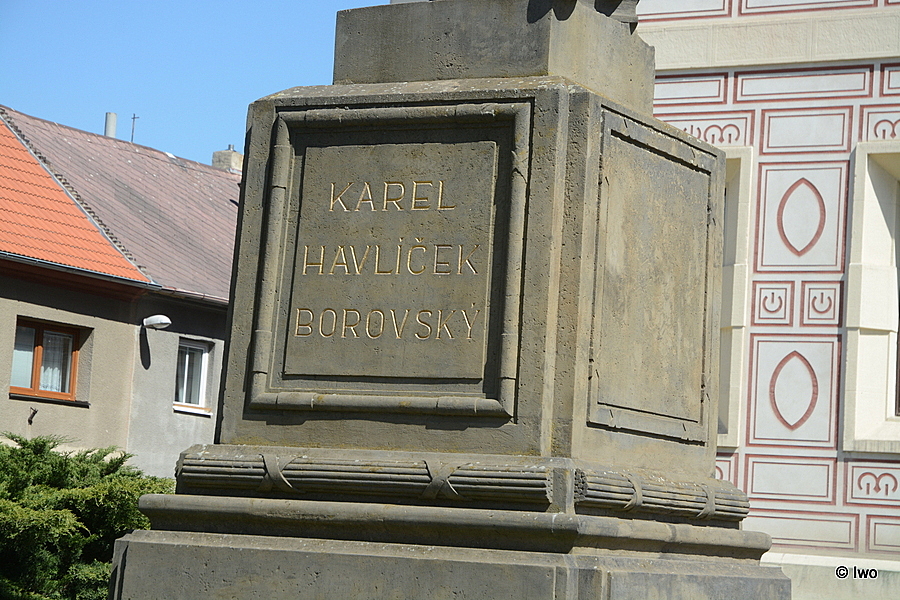 KAREL
HAVLÍČEK
BOROVSKÝ
© Iwo